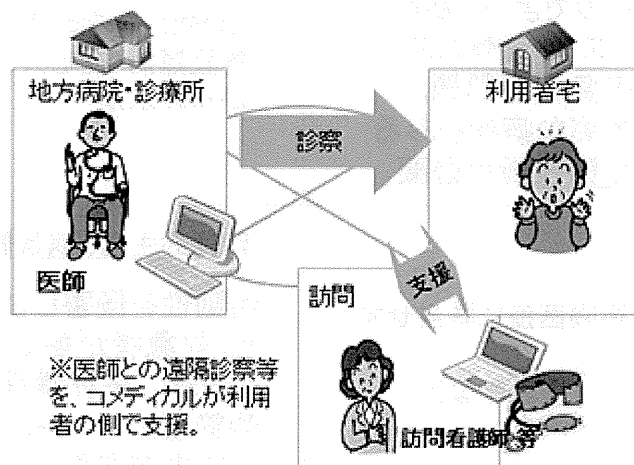 地方病院・診療所
利用者宅
診察
医師
訪問
支援
※医師との遠隔診察等
を、コメディカルが利用
者の側で支援。
訪問看護師 等